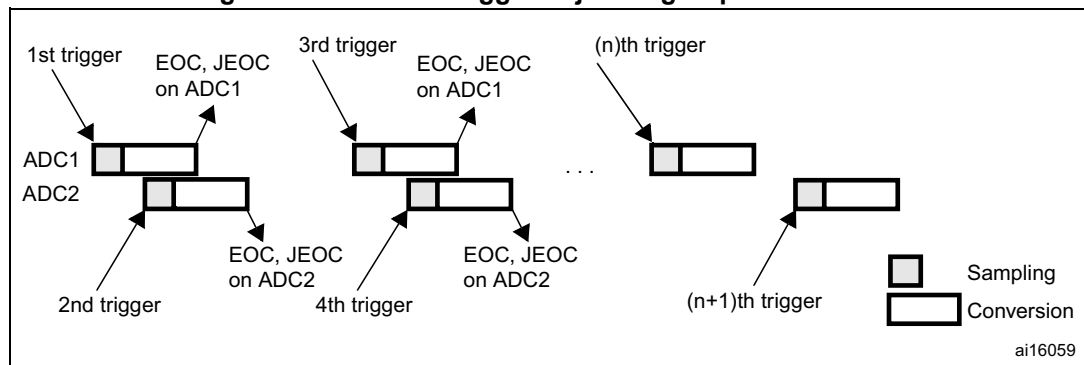 1st trigger
EOC, JEOC
on ADC1
3rd trigger
EOC, JEOC
on ADC1
(n)th trigger
ADC1
ADC2
. . .
EOC, JEOC
on ADC2
EOC, JEOC
on ADC2
2nd trigger
4th trigger
(n+1)th trigger
Sampling
Conversion
ai16059